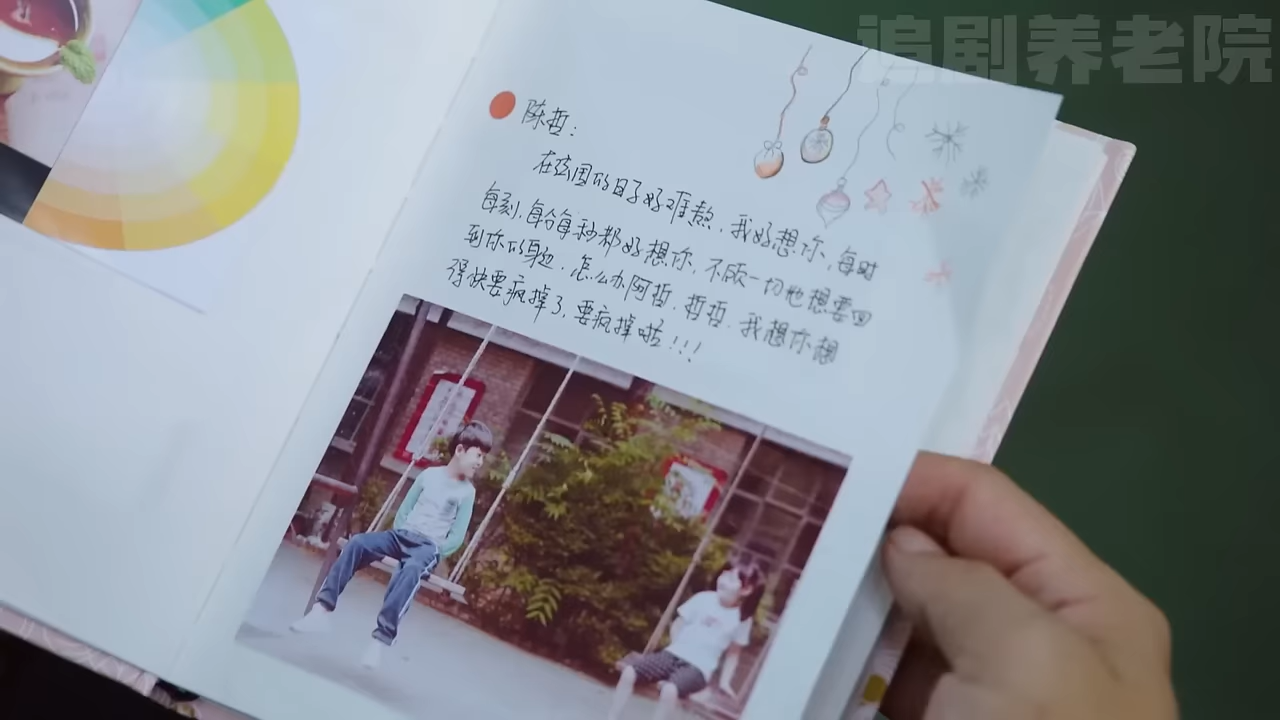 追剧养老院
陈哲：
在法国的日子好难熬，我好想你，每时
每刻，每分每秒都好想你，不顾一切地想要回
到你的身边，怎么办阿哲，哲哲，我想你想
得快要疯掉了，要疯掉啦！！！